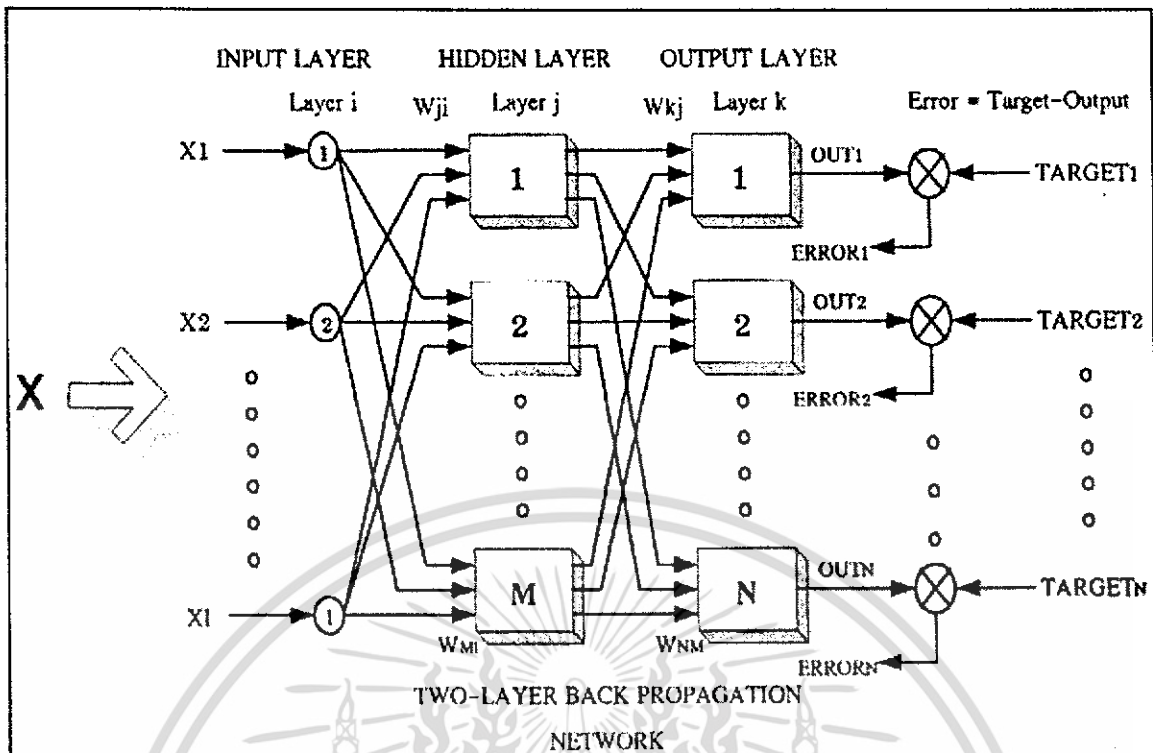 INPUT LAYER HIDDEN LAYER OUTPUT LAYER
Layer i Wji Layer j Wkj Layer k Error = Target-Output
X1 1 1 1 OUT1 TARGET1
ERROR1
X2 2 2 2 OUT2 TARGET2
X
ERROR2
XI 1 M N OUTN TARGETN
WMI WNM
ERRORN
TWO-LAYER BACK PROPAGATION
NETWORK